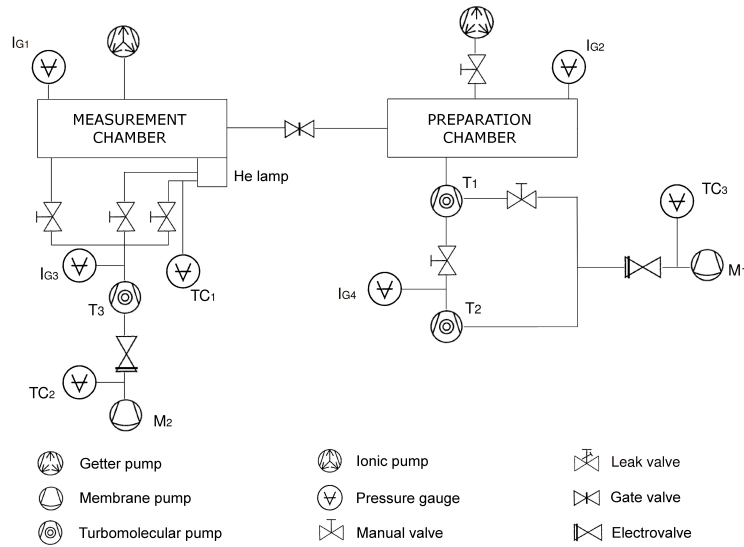 IG1
IG2
MEASUREMENT
CHAMBER
PREPARATION
CHAMBER
He lamp
T1
TC3
IG3
TC1
IG4
M1
T3
T2
TC2
M2
Getter pump
Ionic pump
Leak valve
Membrane pump
Pressure gauge
Gate valve
Turbomolecular pump
Manual valve
Electrovalve